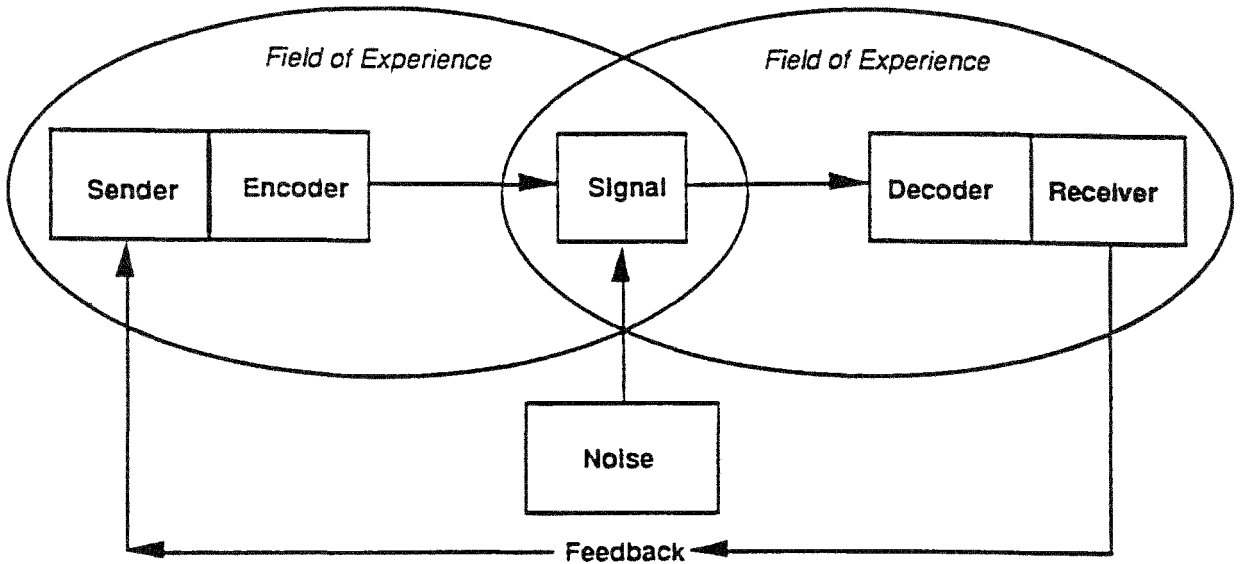 Field of Experience
Field of Experience
Sender
Encoder
Signal
Decoder
Receiver
Noise
Feedback